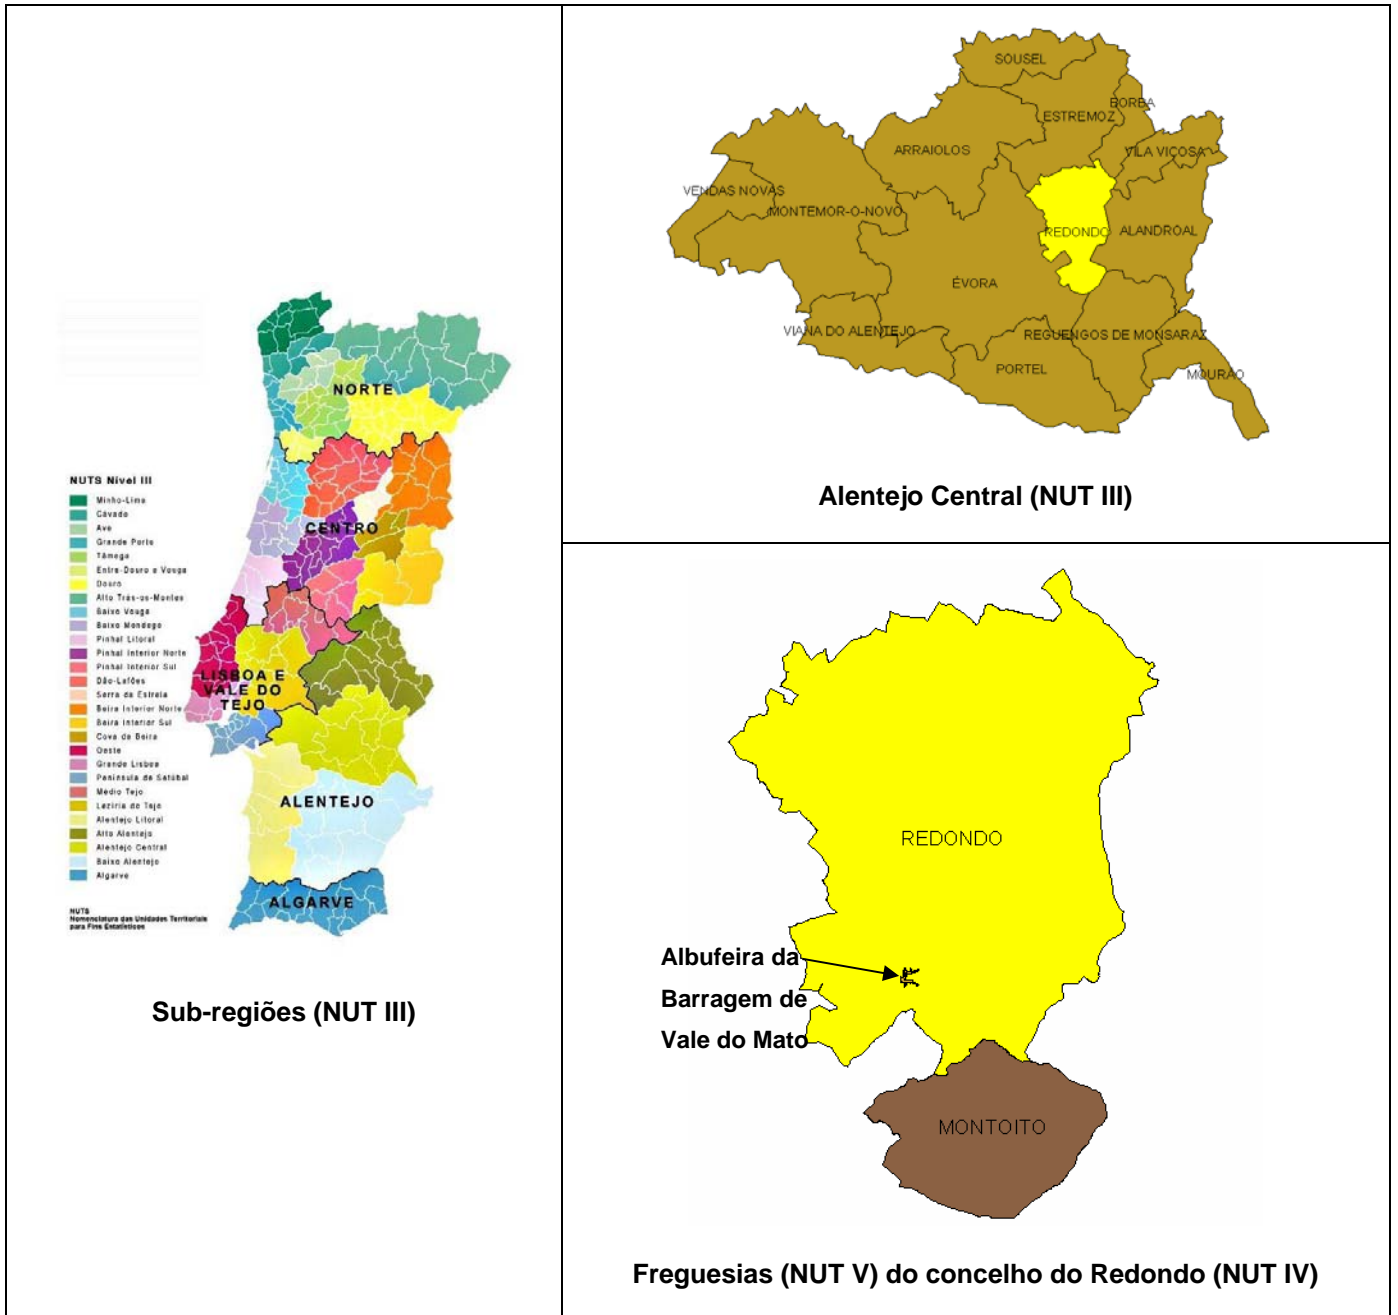 NORTE
CENTRO
LISBOA E
VALE DO
TEJO
ALENTEJO
ALGARVE
NUTS Nível III
Minho-Lima
Cávado
Ave
Grande Porto
Tâmega
Entre-Douro e Vouga
Douro
Alto Trás-os-Montes
Baixo Vouga
Baixo Mondego
Pinhal Litoral
Pinhal Interior Norte
Pinhal Interior Sul
Dão-Lafões
Serra da Estrela
Beira Interior Norte
Beira Interior Sul
Cova da Beira
Oeste
Grande Lisboa
Península de Setúbal
Médio Tejo
Lezíria do Tejo
Alentejo Litoral
Alto Alentejo
Alentejo Central
Baixo Alentejo
Algarve
NUTS
Nomenclatura das Unidades Territoriais
para Fins Estatísticos
Sub-regiões (NUT III)
SOUSEL
BORBA
ESTREMOZ
ARRAIOLOS
VILA VIÇOSA
VENDAS NOVAS
MONTEMOR-O-NOVO
REDONDO
ALANDROAL
ÉVORA
VIANA DO ALENTEJO
REGUENGOS DE MONSARAZ
PORTEL
MOURÃO
Alentejo Central (NUT III)
REDONDO
Albufeira da
Barragem de
Vale do Mato
MONTOITO
Freguesias (NUT V) do concelho do Redondo (NUT IV)